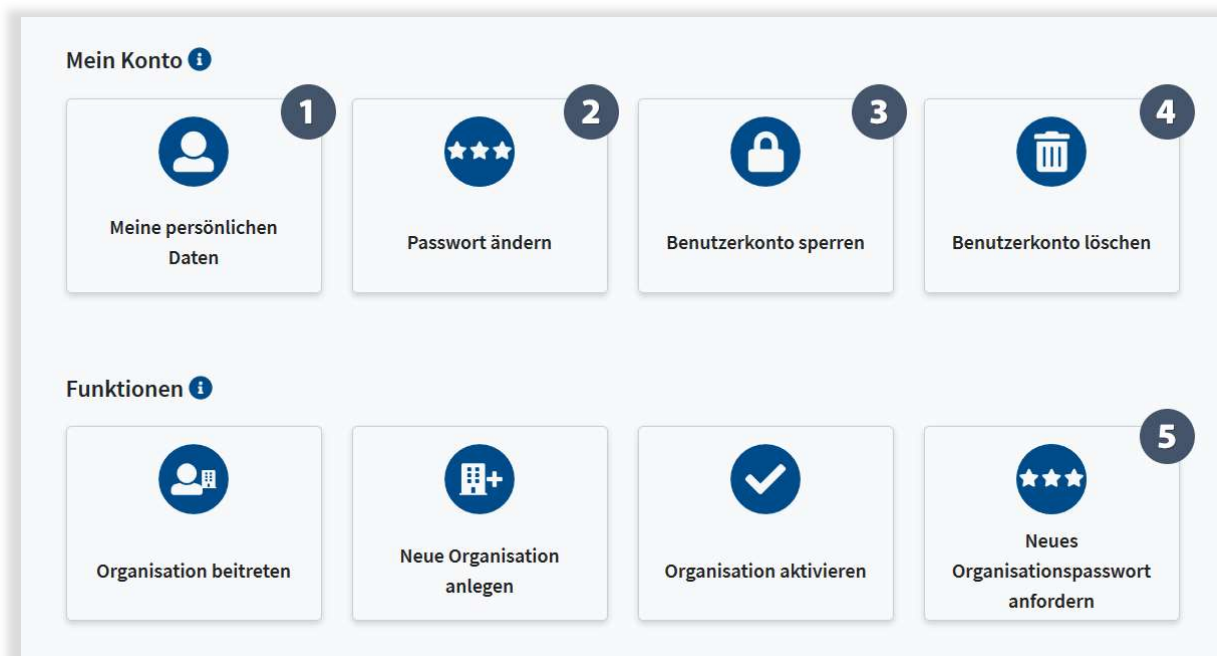 Mein Konto
1
2
3
4
Meine persönlichen
Daten
Passwort ändern
Benutzerkonto sperren
Benutzerkonto löschen
Funktionen
5
Organisation beitreten
Neue Organisation
anlegen
Organisation aktivieren
Neues
Organisationspasswort
anfordern